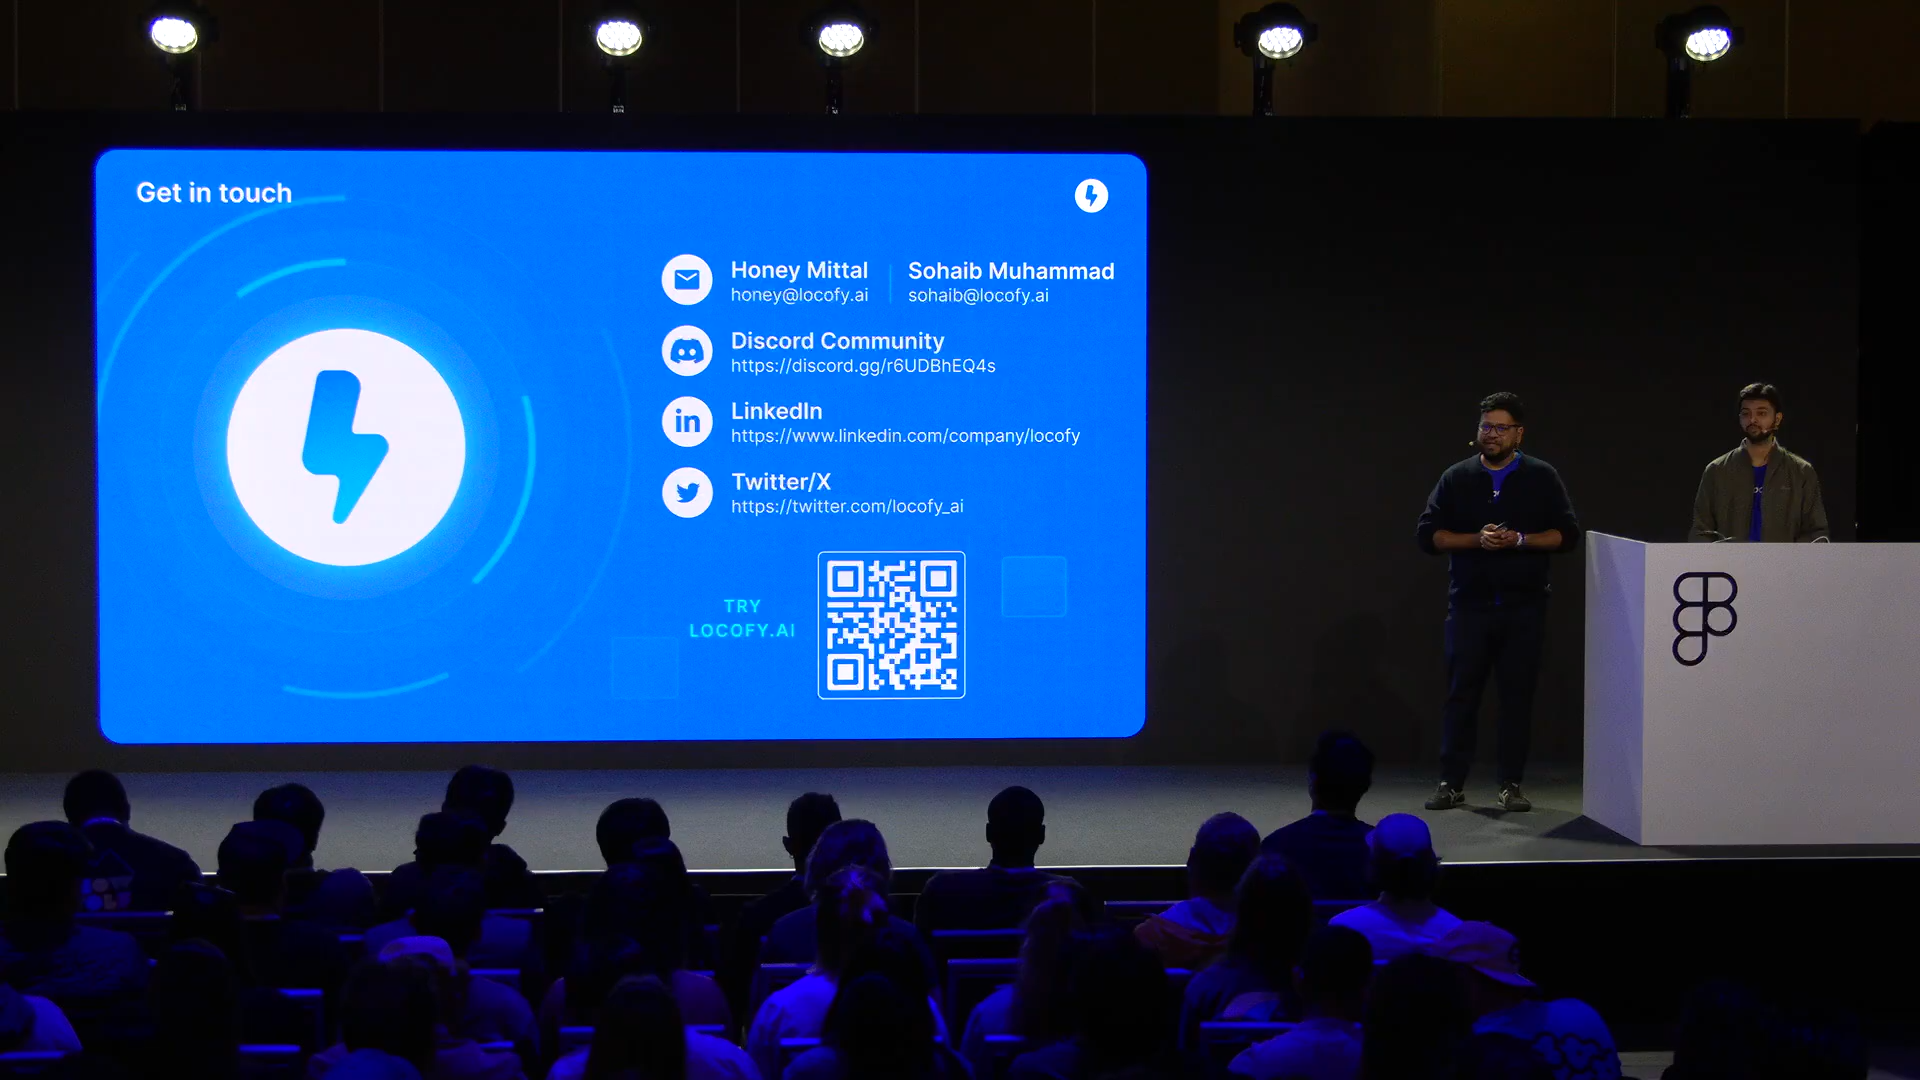 Get in touch
Honey Mittal
honey@locofy.ai
Sohaib Muhammad
sohaib@locofy.ai
Discord Community
https://discord.gg/r6UDBhEQ4s
LinkedIn
https://www.linkedin.com/company/locofy
Twitter/X
https://twitter.com/locofy_ai
TRY
LOCOFY.AI